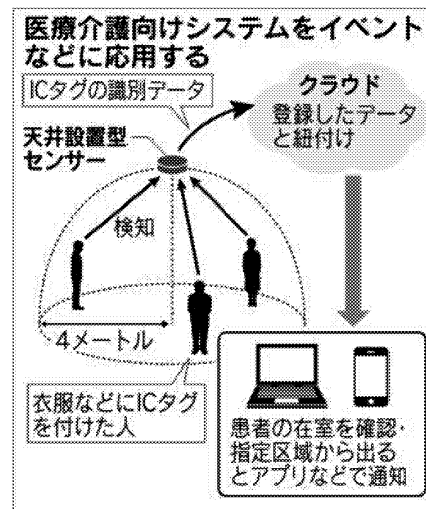 医療介護向けシステムをイベント
などに応用する
ICタグの識別データ
クラウド
登録したデータ
と紐付け
天井設置型
センサー
検知
4メートル
衣服などにICタグ
を付けた人
患者の在室を確認・
指定区域から出る
とアプリなどで通知